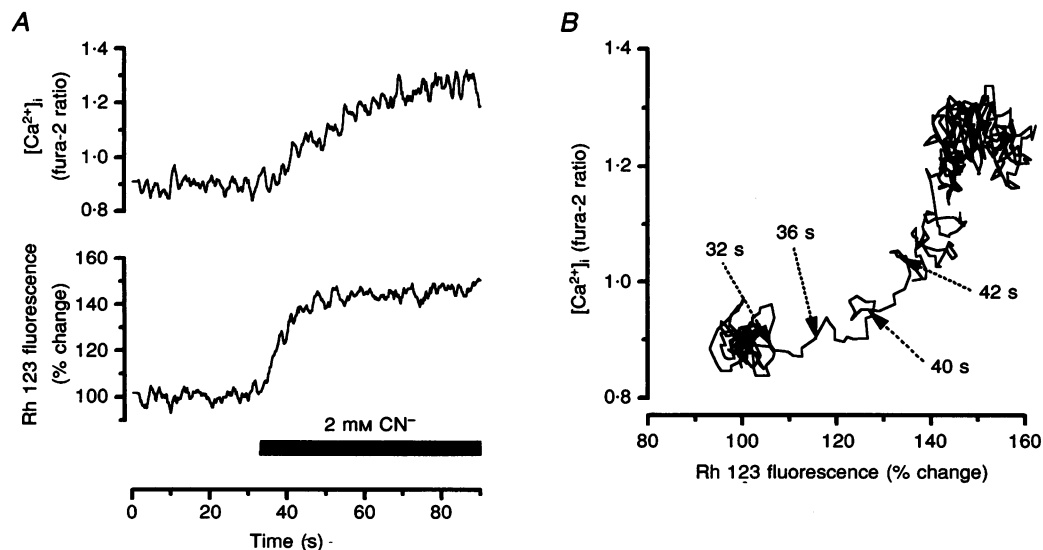 A
1·4
1·2
1·0
0·8
[Ca²⁺]ᵢ
(fura-2 ratio)
160
140
120
100
Rh 123 fluorescence
(% change)
2 mM CN⁻
0
20
40
60
80
Time (s)
B
1·4
1·2
1·0
0·8
[Ca²⁺]ᵢ (fura-2 ratio)
32 s
36 s
42 s
40 s
80
100
120
140
160
Rh 123 fluorescence (% change)